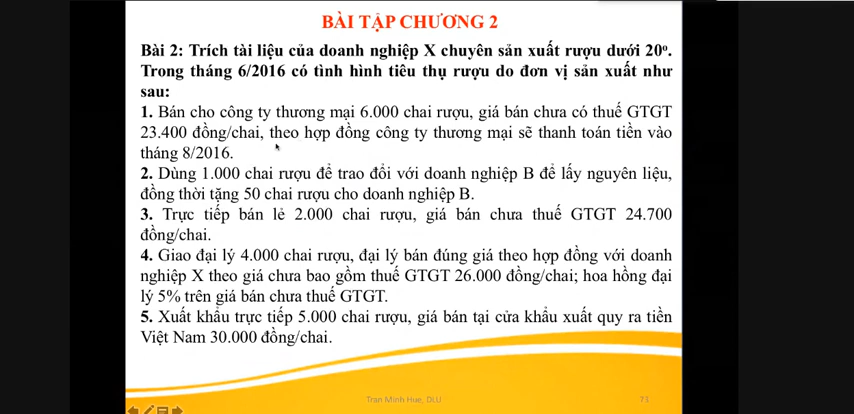 BÀI TẬP CHƯƠNG 2
Bài 2: Trích tài liệu của doanh nghiệp X chuyên sản xuất rượu dưới 20º.
Trong tháng 6/2016 có tình hình tiêu thụ rượu do đơn vị sản xuất như
sau:
1. Bán cho công ty thương mại 6.000 chai rượu, giá bán chưa có thuế GTGT
23.400 đồng/chai, theo hợp đồng công ty thương mại sẽ thanh toán tiền vào
tháng 8/2016.
2. Dùng 1.000 chai rượu để trao đổi với doanh nghiệp B để lấy nguyên liệu,
đồng thời tặng 50 chai rượu cho doanh nghiệp B.
3. Trực tiếp bán lẻ 2.000 chai rượu, giá bán chưa thuế GTGT 24.700
đồng/chai.
4. Giao đại lý 4.000 chai rượu, đại lý bán đúng giá theo hợp đồng với doanh
nghiệp X theo giá chưa bao gồm thuế GTGT 26.000 đồng/chai; hoa hồng đại
lý 5% trên giá bán chưa thuế GTGT.
5. Xuất khẩu trực tiếp 5.000 chai rượu, giá bán tại cửa khẩu xuất quy ra tiền
Việt Nam 30.000 đồng/chai.
Tran Minh Hue, DLU
73